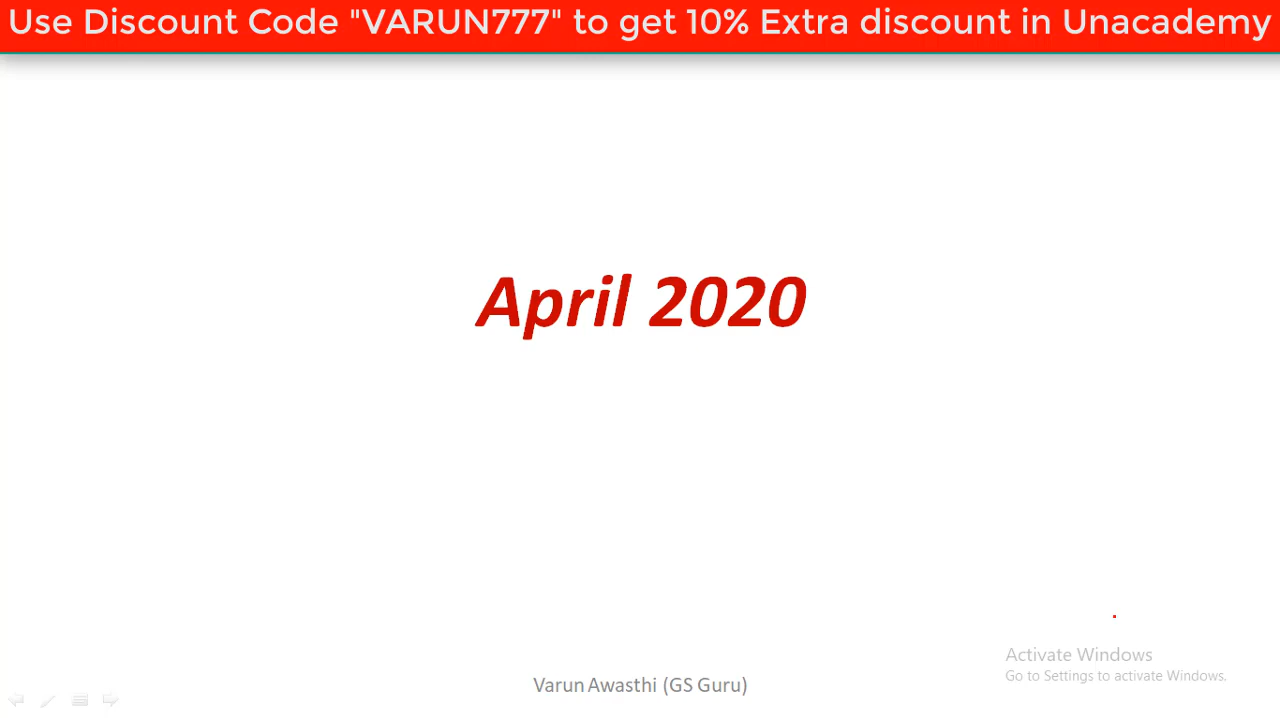 Use Discount Code "VARUN777" to get 10% Extra discount in Unacademy
April 2020
Activate Windows
Go to Settings to activate Windows.
Varun Awasthi (GS Guru)